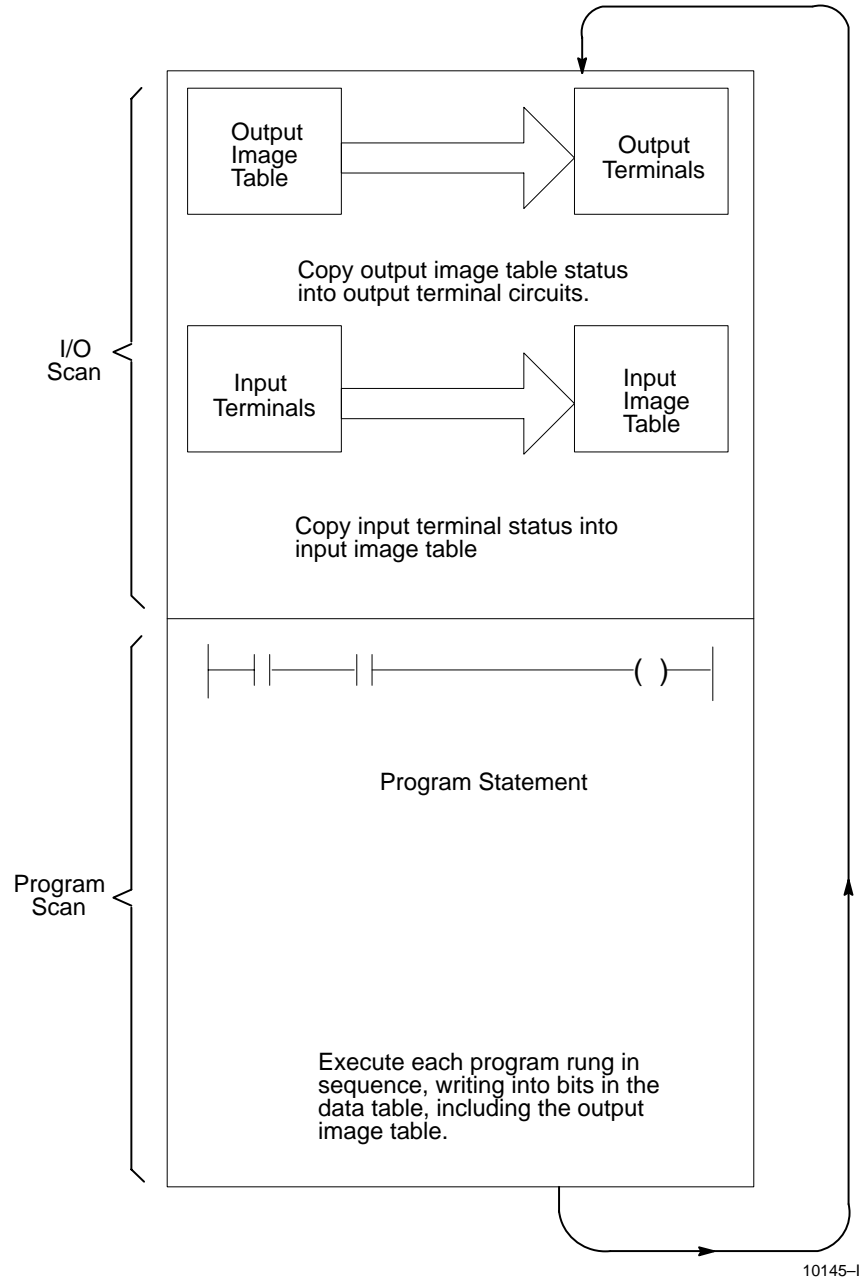 Output
Image
Table
Output
Terminals
Copy output image table status
into output terminal circuits.
I/O
Scan
Input
Terminals
Input
Image
Table
Copy input terminal status into
input image table
( )
Program Statement
Program
Scan
Execute each program rung in
sequence, writing into bits in the
data table, including the output
image table.
10145–I